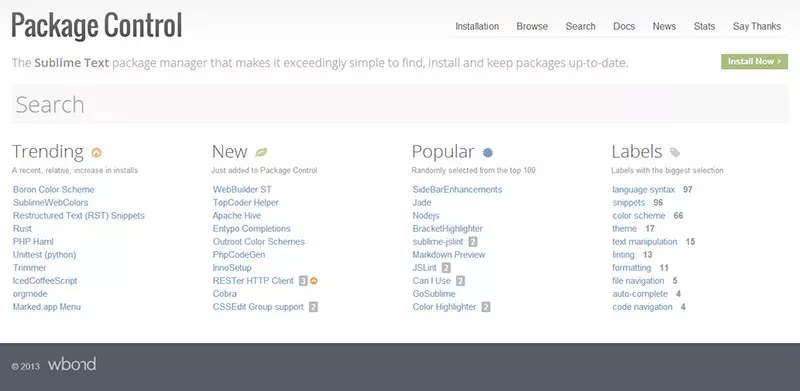 Package Control
Installation Browse Search Docs News Stats Say Thanks
The Sublime Text package manager that makes it exceedingly simple to find, install and keep packages up-to-date.
Install Now
Search
Trending
A recent, relative, increase in installs
Boron Color Scheme
SublimeWebColors
Restructured Text (RST) Snippets
Rust
PHP Haml
Unittest (python)
Trimmer
IcedCoffeeScript
orgmode
Marked.app Menu
New
Just added to Package Control
WebBuilder ST
TopCoder Helper
Apache Hive
Entypo Completions
Outroot Color Schemes
PhpCodeGen
InnoSetup
RESTer HTTP Client 3
Cobra
CSSEdit Group support 2
Popular
Randomly selected from the top 100
SideBarEnhancements
Jade
Nodejs
BracketHighlighter
sublime-jslint 2
Markdown Preview
JSLint 2
Can I Use 2
GoSublime
Color Highlighter 2
Labels
Labels with the biggest selection
language syntax 97
snippets 96
color scheme 66
theme 17
text manipulation 15
linting 13
formatting 11
file navigation 5
auto-complete 4
code navigation 4
© 2013 wbond